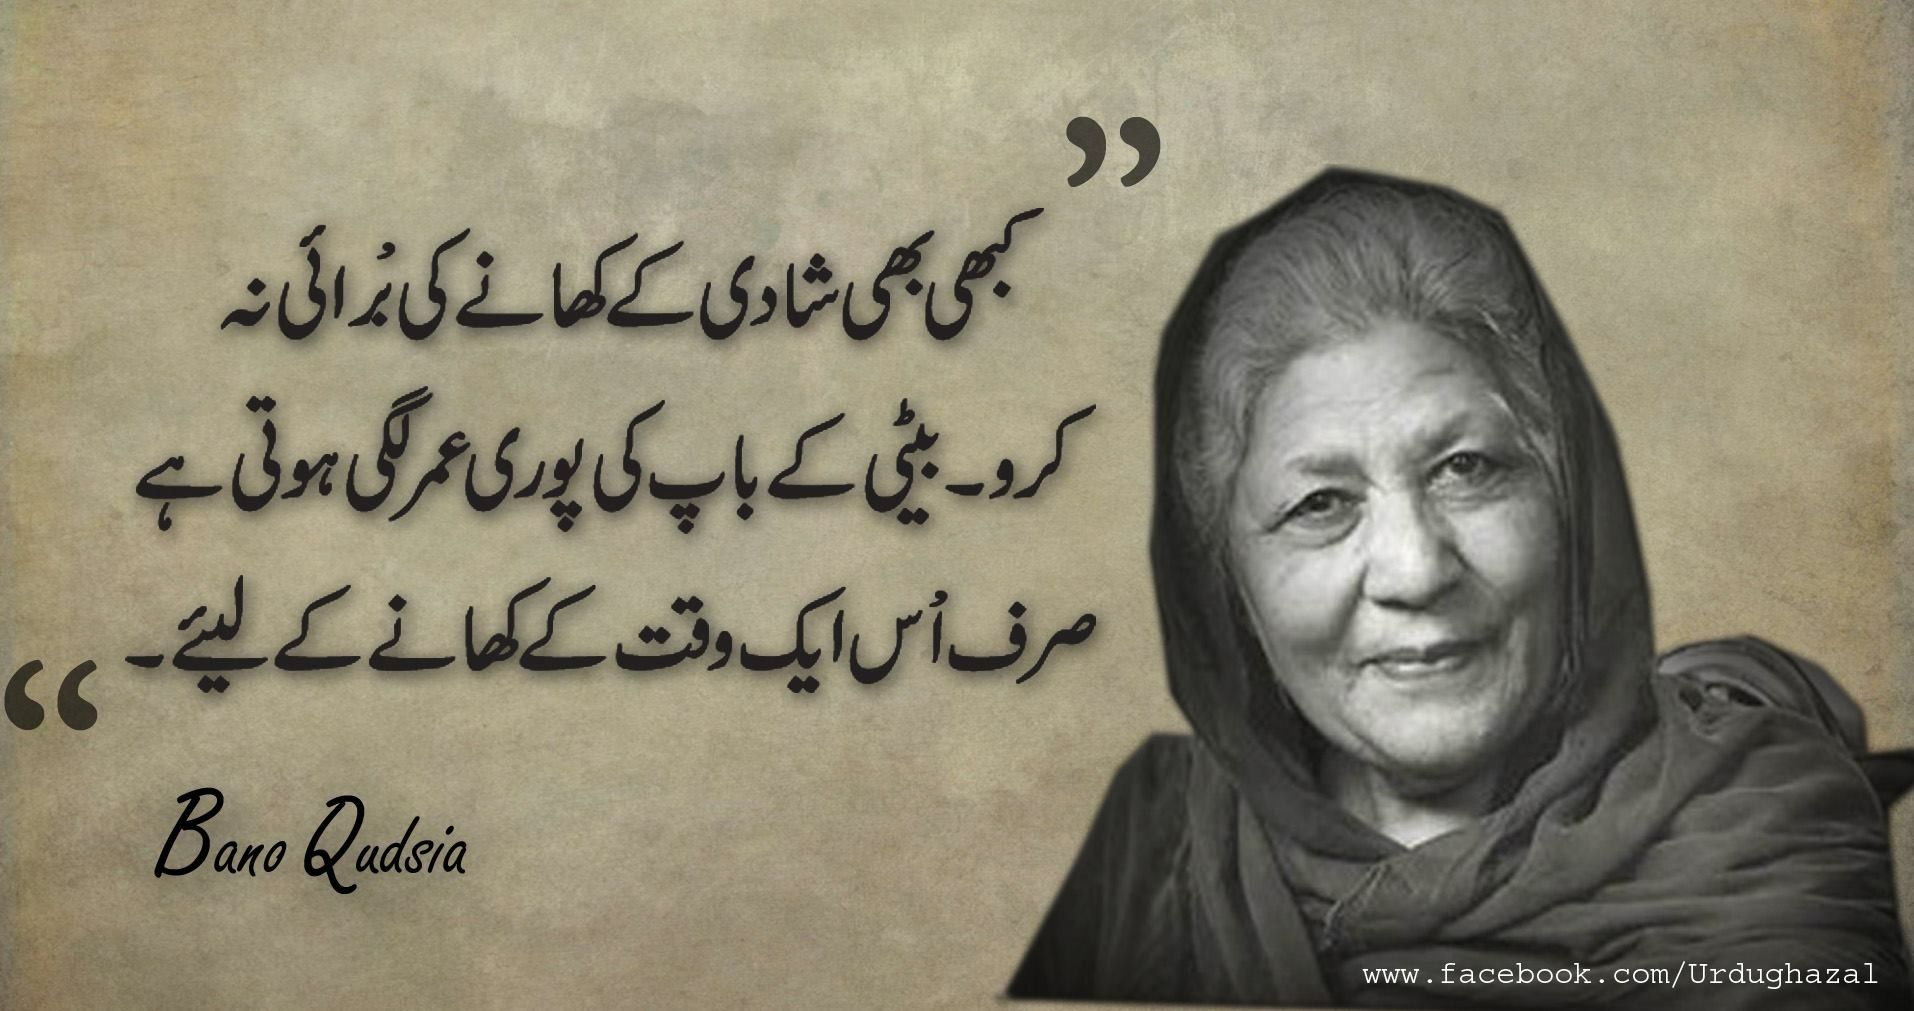 ”
کبھی بھی شادی کے کھانے کی بُرائی نہ
کرو۔ بیٹی کے باپ کی پوری عمر لگی ہوتی ہے
صرف اُس ایک وقت کے کھانے کے لیئے۔
“
Bano Qudsia
www.facebook.com/Urdughazal